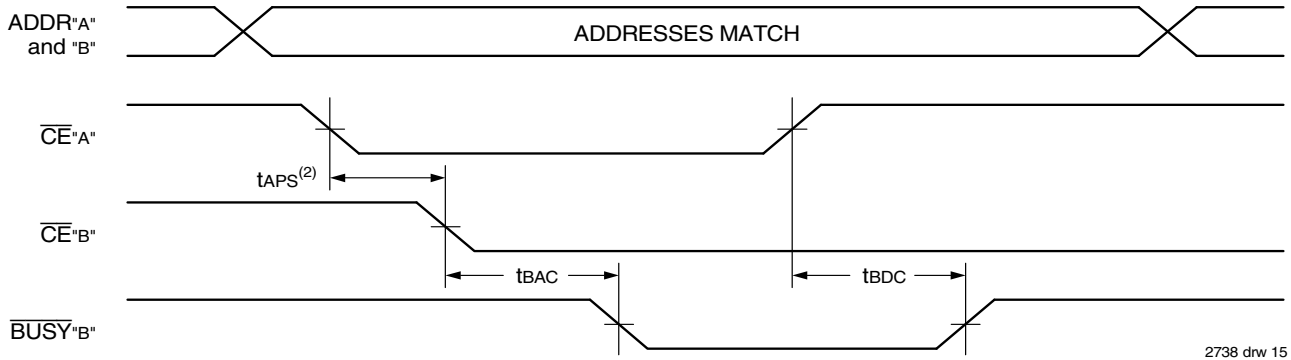 ADDR"A"
and "B"
ADDRESSES MATCH
CE"A"
tAPS(2)
CE"B"
tBAC
tBDC
BUSY"B"
2738 drw 15